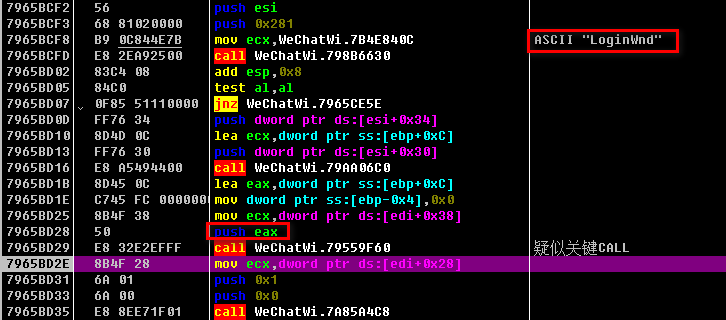 7965BCF2 56 push esi
7965BCF3 68 81020000 push 0x281
7965BCF8 B9 0C844E7B mov ecx,WeChatWi.7B4E840C ASCII "LoginWnd"
7965BCFD E8 2EA92500 call WeChatWi.798B6630
7965BD02 83C4 08 add esp,0x8
7965BD05 84C0 test al,al
7965BD07 0F85 51110000 jnz WeChatWi.7965CE5E
7965BD0D FF76 34 push dword ptr ds:[esi+0x34]
7965BD10 8D4D 0C lea ecx,dword ptr ss:[ebp+0xC]
7965BD13 FF76 30 push dword ptr ds:[esi+0x30]
7965BD16 E8 A5494400 call WeChatWi.79AA06C0
7965BD1B 8D45 0C lea eax,dword ptr ss:[ebp+0xC]
7965BD1E C745 FC 0000000 mov dword ptr ss:[ebp-0x4],0x0
7965BD25 8B4F 38 mov ecx,dword ptr ds:[edi+0x38]
7965BD28 50 push eax
7965BD29 E8 32E2EFFF call WeChatWi.79559F60 疑似关键CALL
7965BD2E 8B4F 28 mov ecx,dword ptr ds:[edi+0x28]
7965BD31 6A 01 push 0x1
7965BD33 6A 00 push 0x0
7965BD35 E8 8EE71F01 call WeChatWi.7A85A4C8